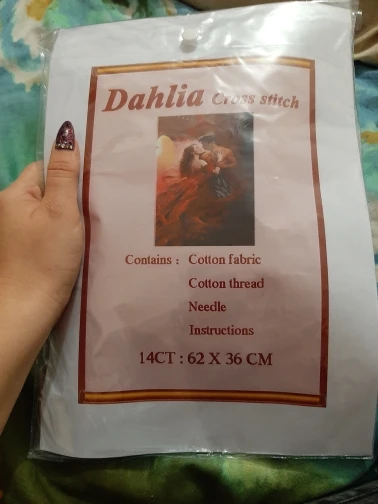 Dahlia Cross stitch
Contains : Cotton fabric
Cotton thread
Needle
Instructions
14CT : 62 X 36 CM